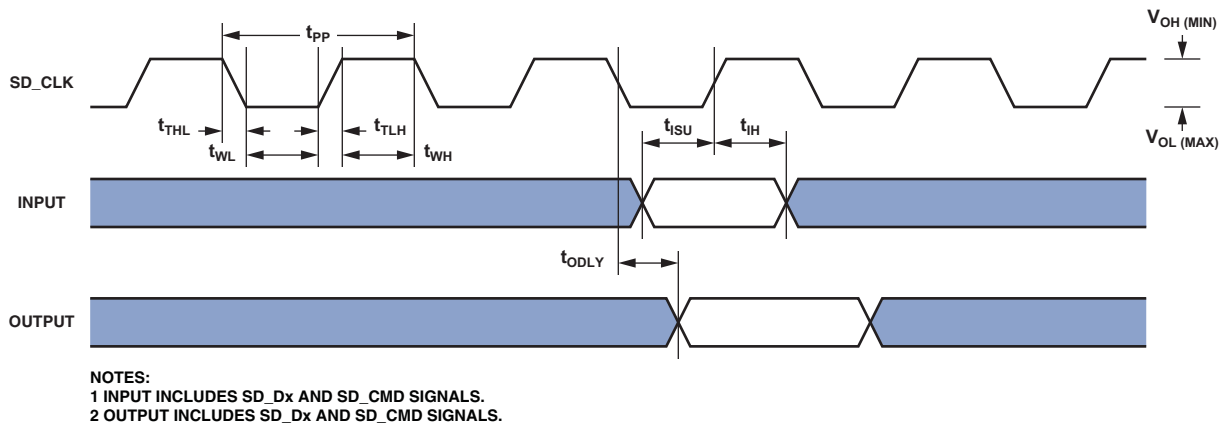 tPP
VOH (MIN)
SD_CLK
tTHL
tTLH
tISU
tIH
tWL
tWH
VOL (MAX)
INPUT
tODLY
OUTPUT
NOTES:
1 INPUT INCLUDES SD_Dx AND SD_CMD SIGNALS.
2 OUTPUT INCLUDES SD_Dx AND SD_CMD SIGNALS.